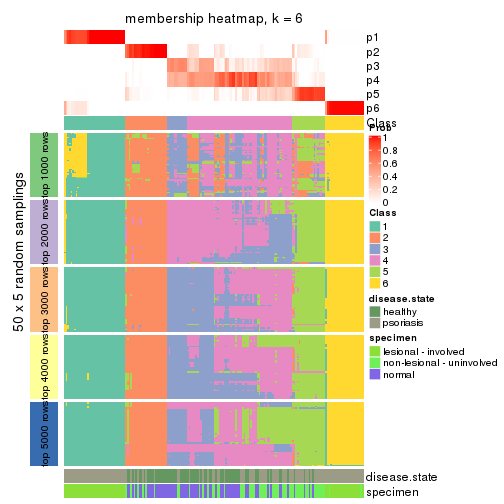 membership heatmap, k = 6
p1
p2
p3
p4
p5
p6
Class
Prob
1
0.8
0.6
0.4
0.2
0
Class
1
2
3
4
5
6
disease.state
healthy
psoriasis
specimen
lesional - involved
non-lesional - uninvolved
normal
50 x 5 random samplings
top 1000 rows
top 2000 rows
top 3000 rows
top 4000 rows
top 5000 rows
disease.state
specimen